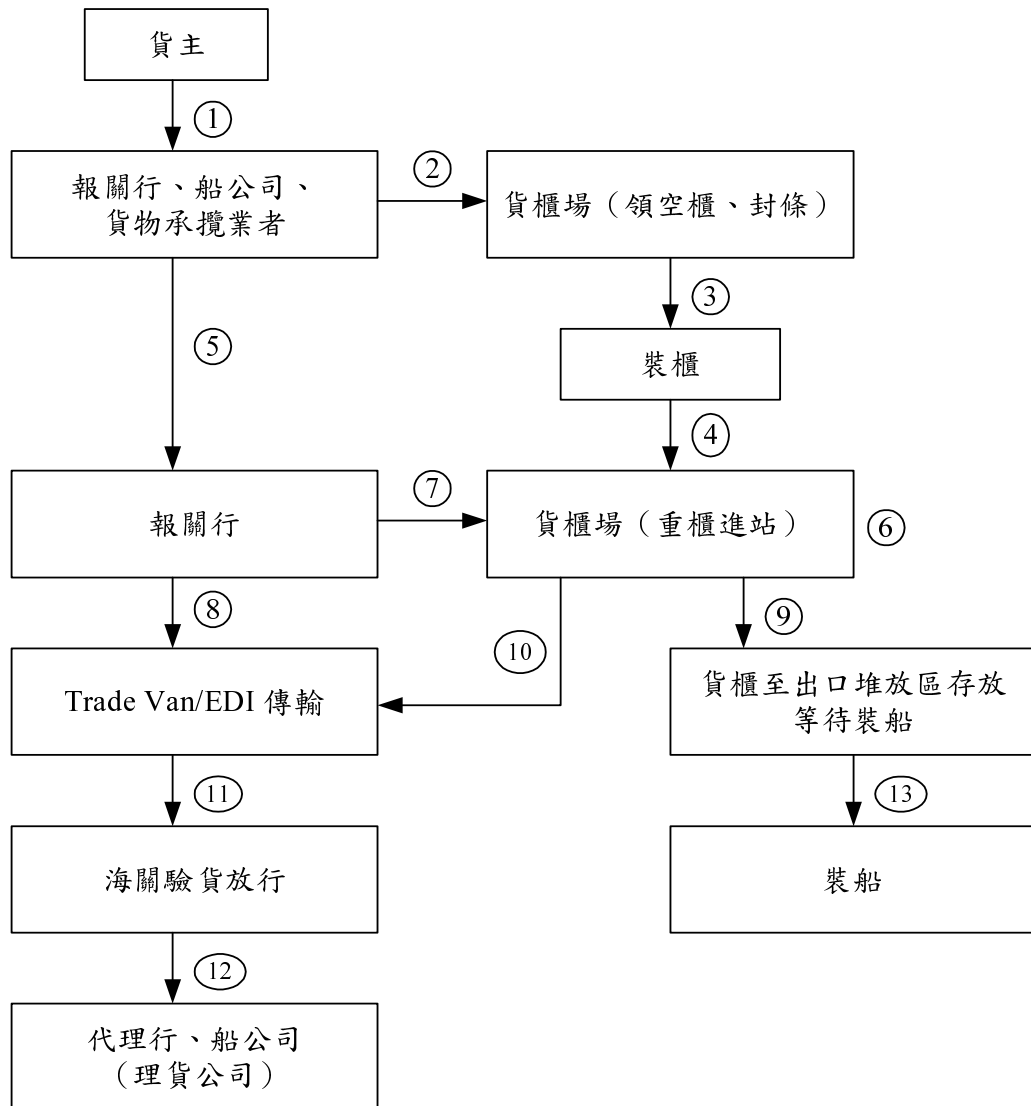 貨主
①
報關行、船公司、
貨物承攬業者
②
貨櫃場（領空櫃、封條）
③
⑤
裝櫃
④
報關行
⑦
貨櫃場（重櫃進站）
⑥
⑧
⑨
⑩
Trade Van/EDI 傳輸
貨櫃至出口堆放區存放
等待裝船
⑪
⑬
海關驗貨放行
裝船
⑫
代理行、船公司
（理貨公司）